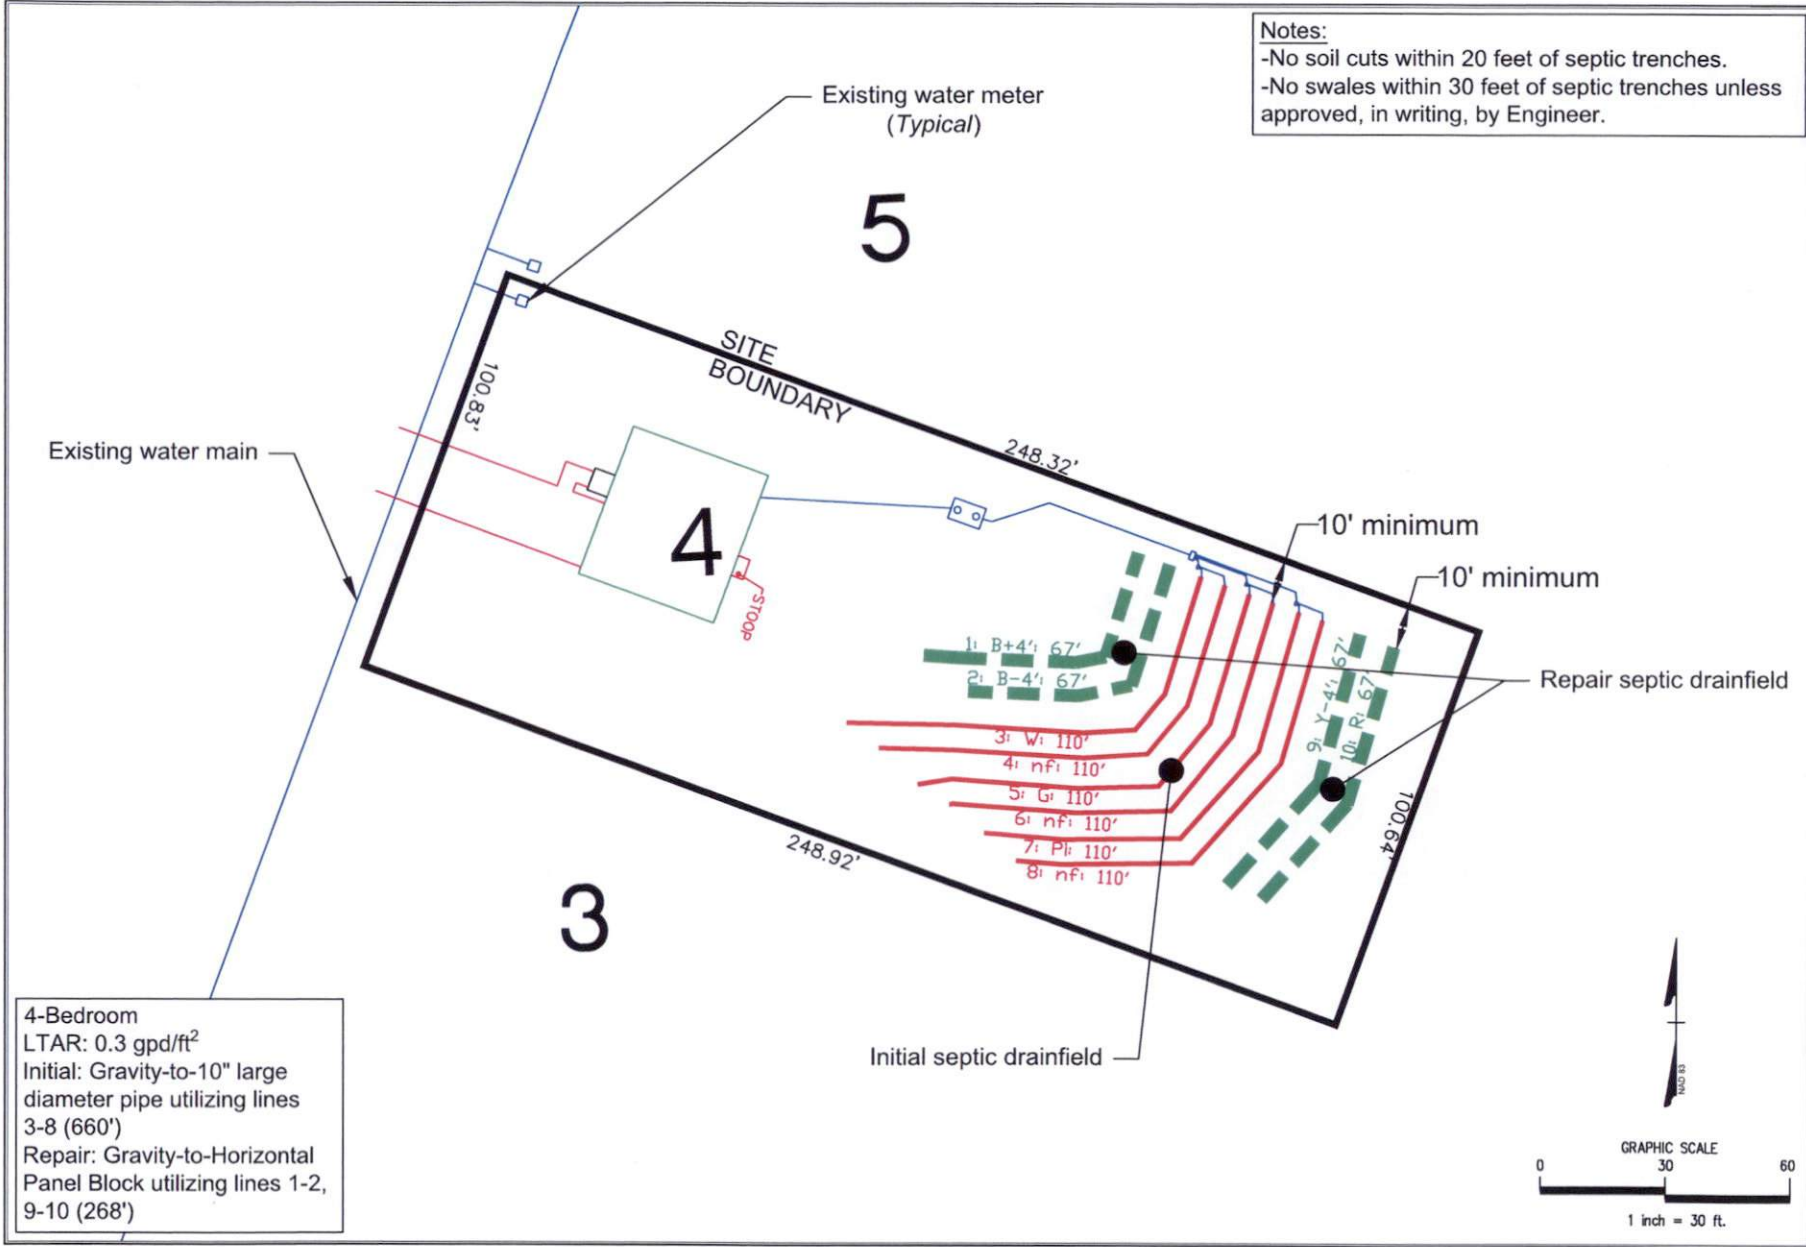 Notes:
-No soil cuts within 20 feet of septic trenches.
-No swales within 30 feet of septic trenches unless
approved, in writing, by Engineer.
Existing water meter
(Typical)
5
SITE
BOUNDARY
100.83'
248.32'
Existing water main
4
STOOP
10' minimum
10' minimum
1: B+4': 67'
2: B-4': 67'
Repair septic drainfield
9: Y-4': 67'
10: R: 67'
3: W: 110'
4: nf: 110'
5: G: 110'
6: nf: 110'
7: Pl: 110'
8: nf: 110'
100.64'
248.92'
3
Initial septic drainfield
4-Bedroom
LTAR: 0.3 gpd/ft²
Initial: Gravity-to-10" large
diameter pipe utilizing lines
3-8 (660')
Repair: Gravity-to-Horizontal
Panel Block utilizing lines 1-2,
9-10 (268')
NAD 83
GRAPHIC SCALE
0 30 60
1 inch = 30 ft.